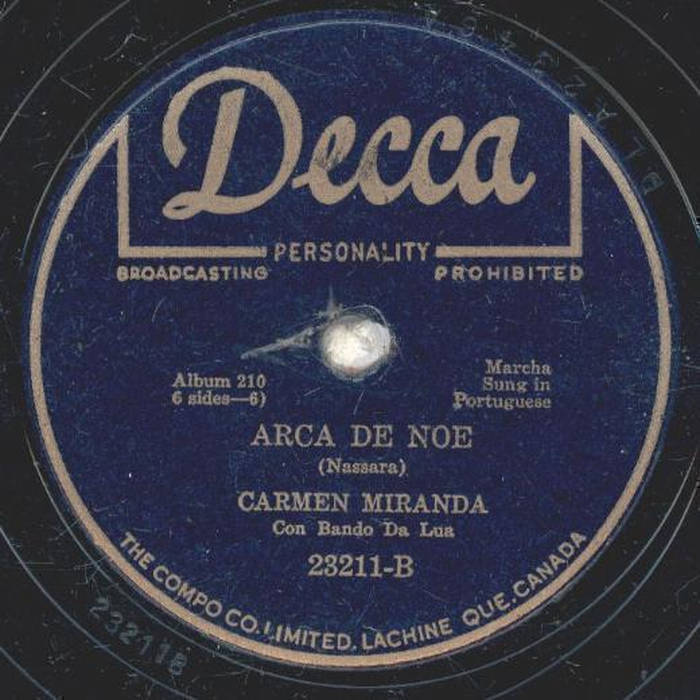 Decca
PERSONALITY
BROADCASTING PROHIBITED
Album 210
6 sides—6)
Marcha
Sung in
Portuguese
ARCA DE NOE
(Nassara)
CARMEN MIRANDA
Con Bando Da Lua
23211-B
THE COMPO CO. LIMITED. LACHINE QUE. CANADA
23211B